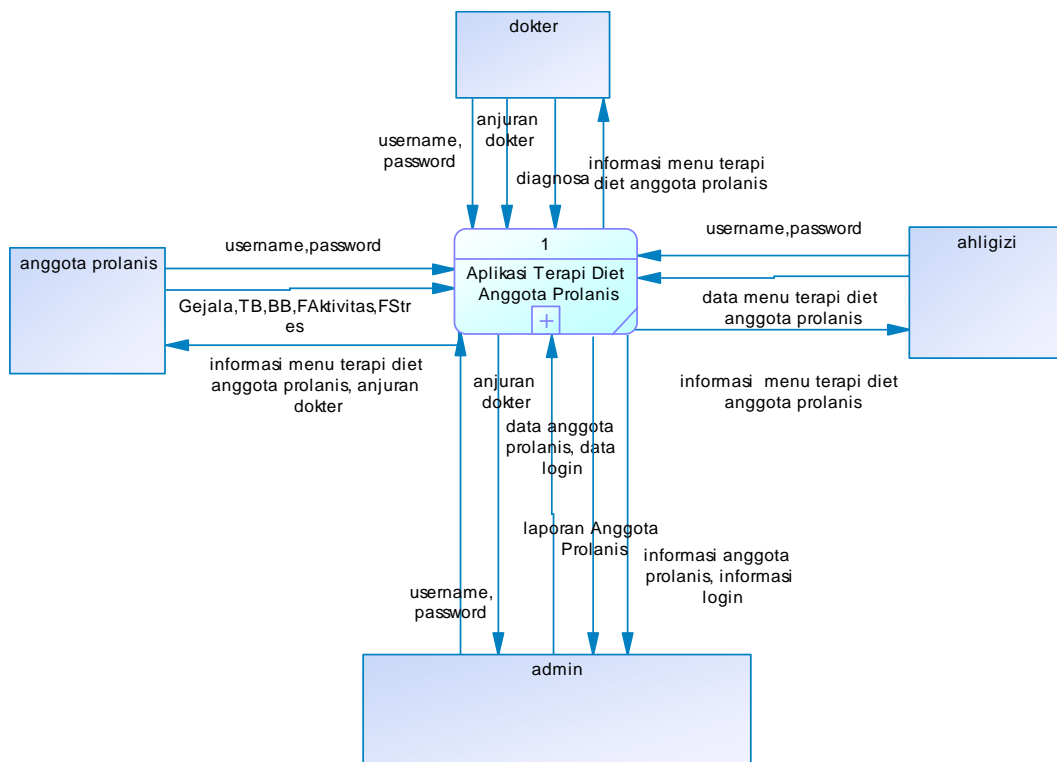 dokter
username,
password
anjuran
dokter
diagnosa
informasi menu terapi
diet anggota prolanis
anggota prolanis
username,password
Gejala,TB,BB,FAktivitas,FStr
es
informasi menu terapi diet
anggota prolanis, anjuran
dokter
1
Aplikasi Terapi Diet
Anggota Prolanis
username,password
data menu terapi diet
anggota prolanis
informasi menu terapi diet
anggota prolanis
ahligizi
anjuran
dokter
data anggota
prolanis, data
login
laporan Anggota
Prolanis
informasi anggota
prolanis, informasi
login
username,
password
admin